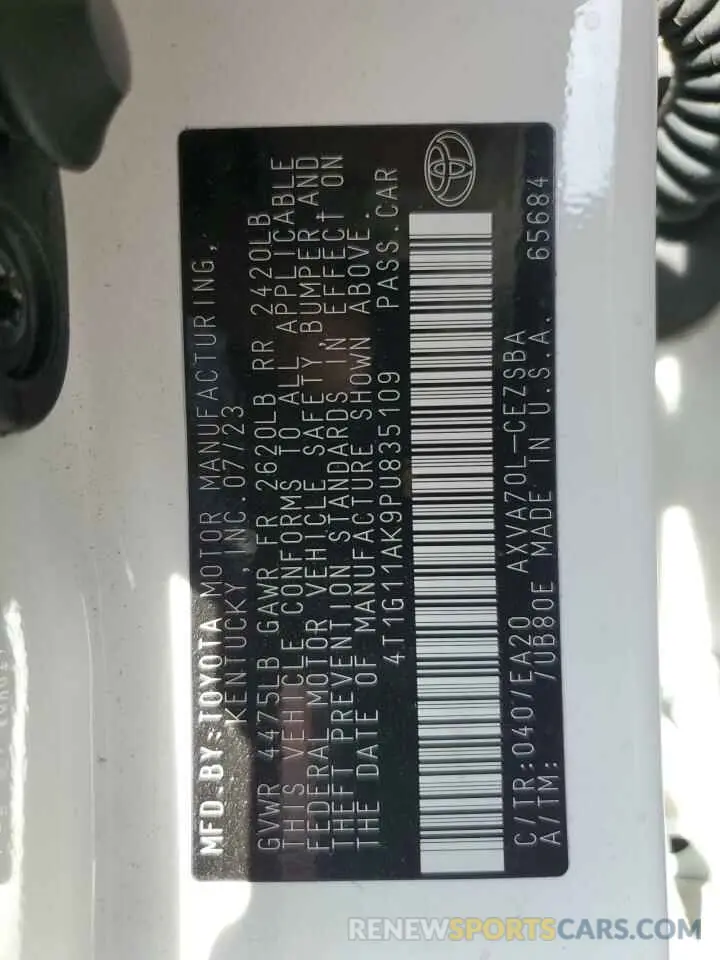 MFD.BY:TOYOTA MOTOR MANUFACTURING,
KENTUCKY,INC.07/23
GVWR 4475LB GAWR FR 2620LB RR 2420LB
THIS VEHICLE CONFORMS TO ALL APPLICABLE
FEDERAL MOTOR VEHICLE SAFETY,BUMPER,AND
THEFT PREVENTION STANDARDS IN EFFECT ON
THE DATE OF MANUFACTURE SHOWN ABOVE.
4T1G11AK9PU835109 PASS.CAR
C/TR:0407EA20 AXVA70L-CEZSBA
A/TM: /UB80E MADE IN U.S.A. 65684
RENEWSPORTSCARS.COM